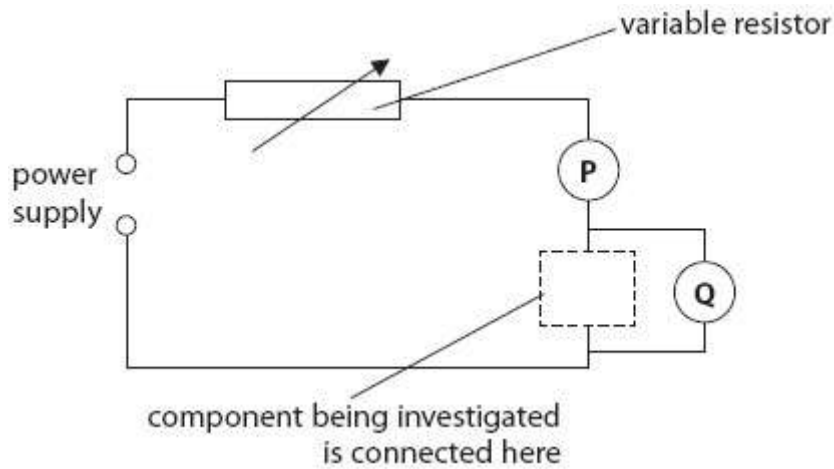 variable resistor
power
supply
P
Q
component being investigated
is connected here